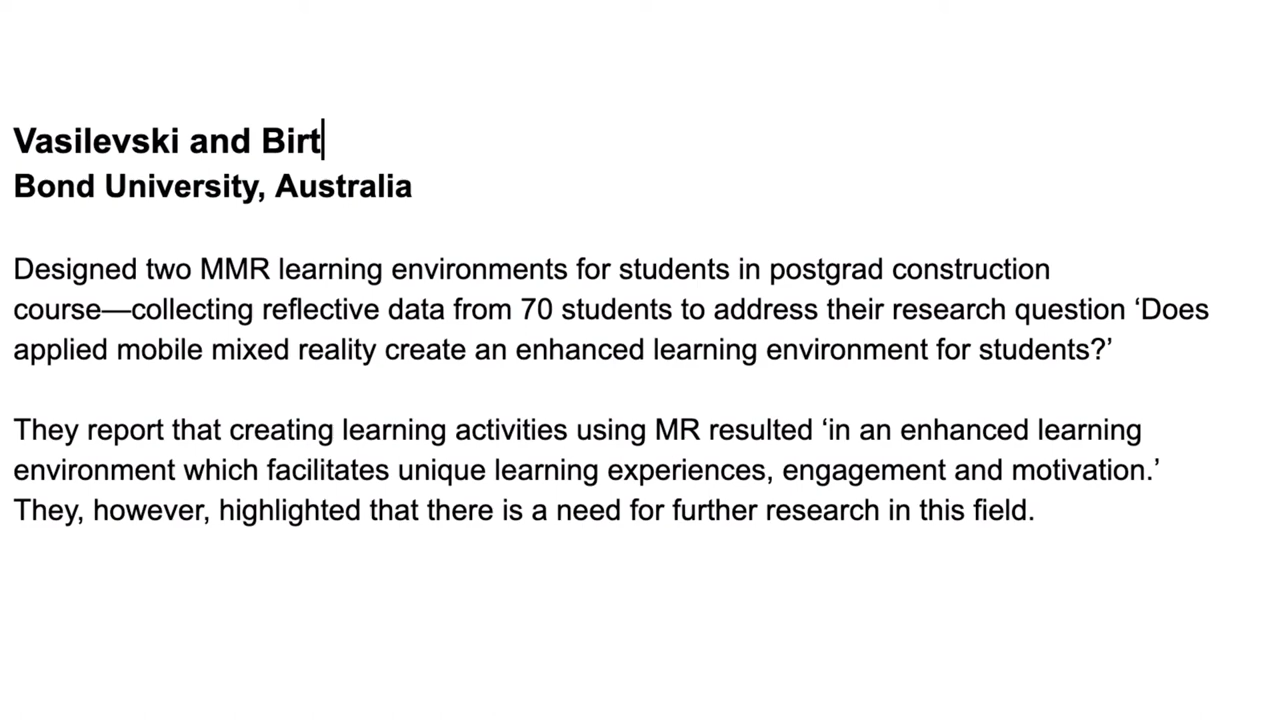 Vasilevski and Birt
Bond University, Australia
Designed two MMR learning environments for students in postgrad construction
course—collecting reflective data from 70 students to address their research question ‘Does
applied mobile mixed reality create an enhanced learning environment for students?’
They report that creating learning activities using MR resulted ‘in an enhanced learning
environment which facilitates unique learning experiences, engagement and motivation.’
They, however, highlighted that there is a need for further research in this field.